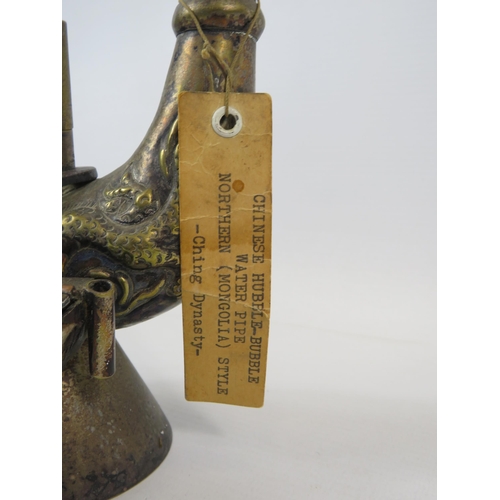 CHINESE HUBBLE-BUBBLE
WATER PIPE
NORTHERN (MONGOLIA) STYLE
-Ching Dynasty-